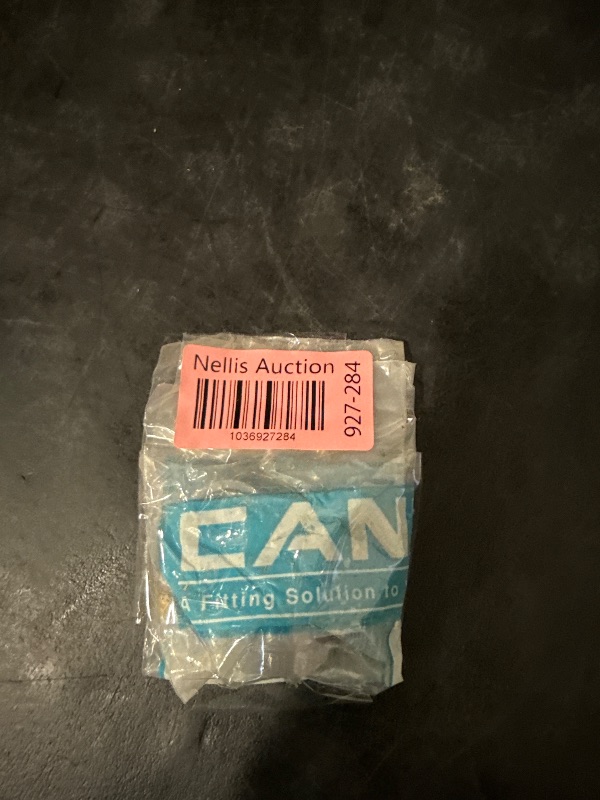 Nellis Auction
1036927284
927-284
CAN
a Fitting Solution to